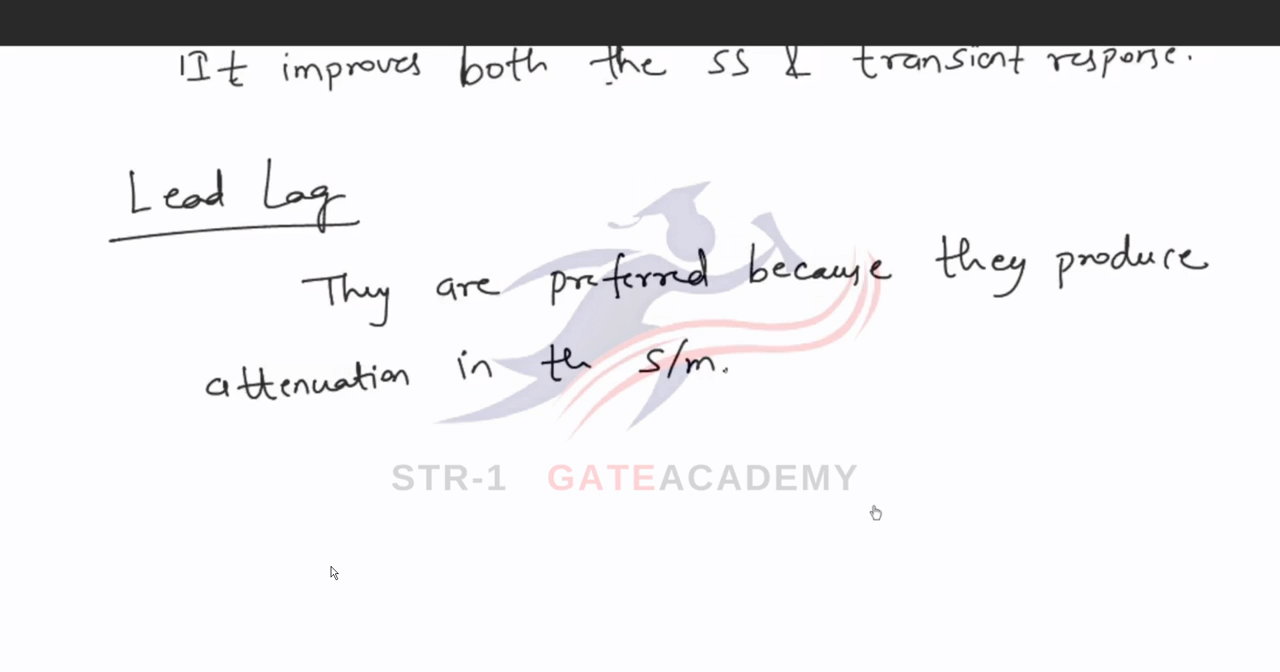 It improves both the SS & transient response.
Lead Lag
They are preferred because they produce
attenuation in th s/m.
STR-1 GATEACADEMY